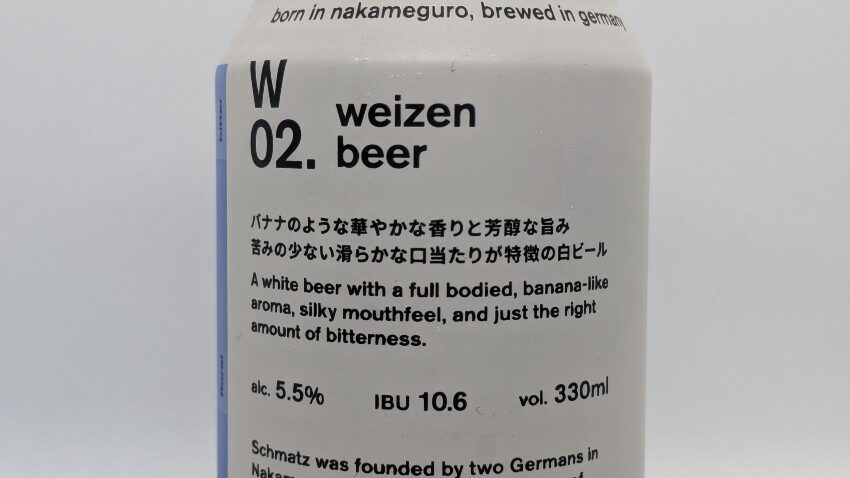 born in nakameguro, brewed in germany
W
02.
weizen
beer
バナナのような華やかな香りと芳醇な旨み
苦みの少ない滑らかな口当たりが特徴の白ビール
A white beer with a full bodied, banana-like
aroma, silky mouthfeel, and just the right
amount of bitterness.
alc. 5.5% IBU 10.6 vol. 330ml
Schmatz was founded by two Germans in
bitter